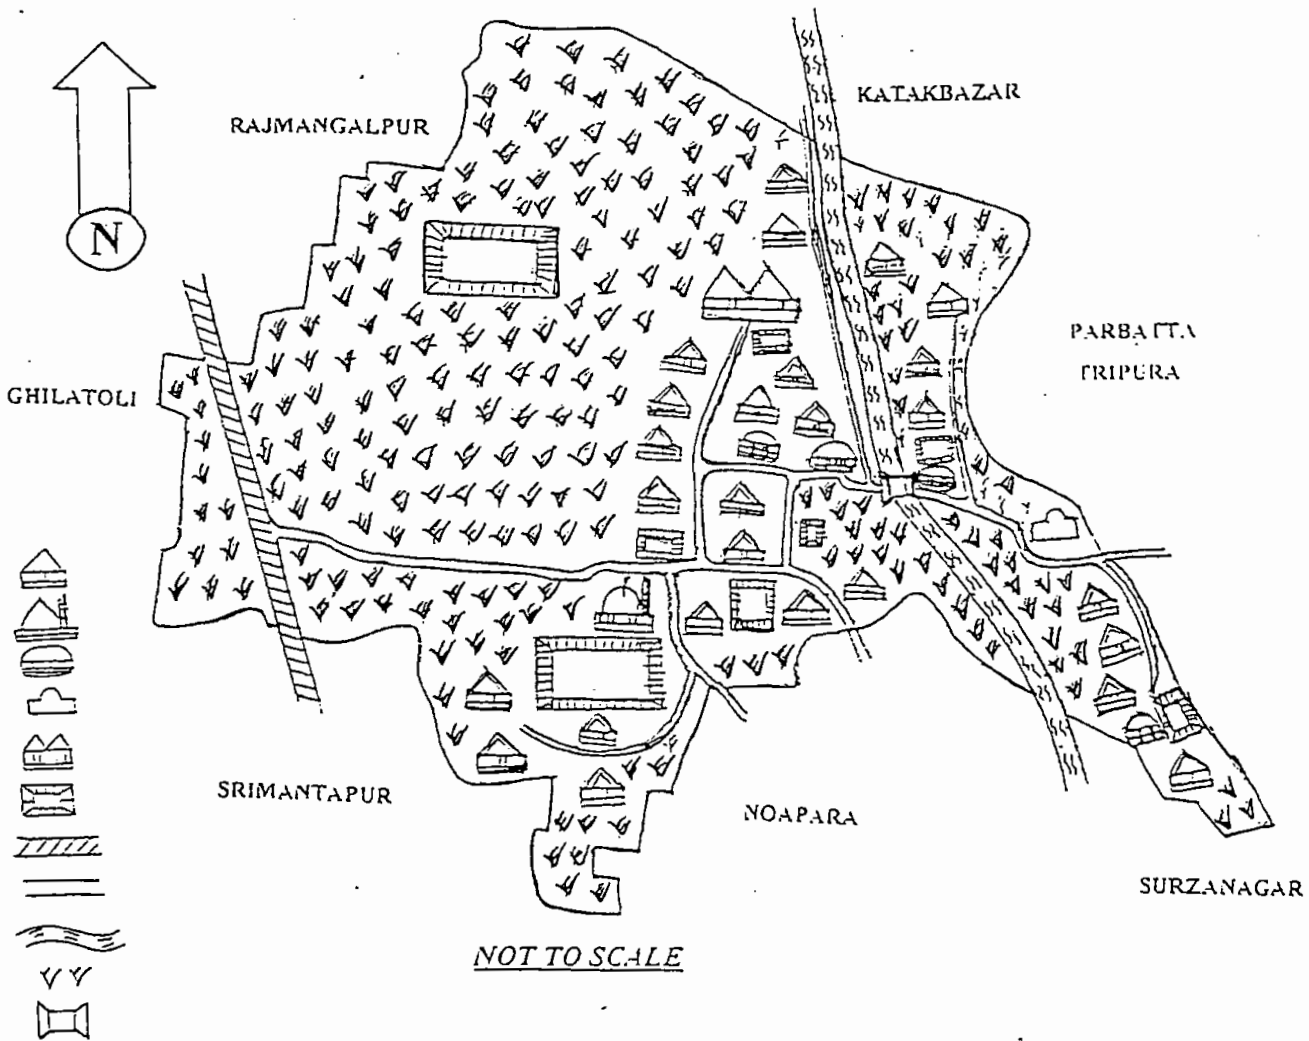 KATAKBAZAR
RAJMANGALPUR
N
PARBATTA
TRIPURA
GHILATOLI
SRIMANTAPUR
NOAPARA
SURZANAGAR
NOT TO SCALE